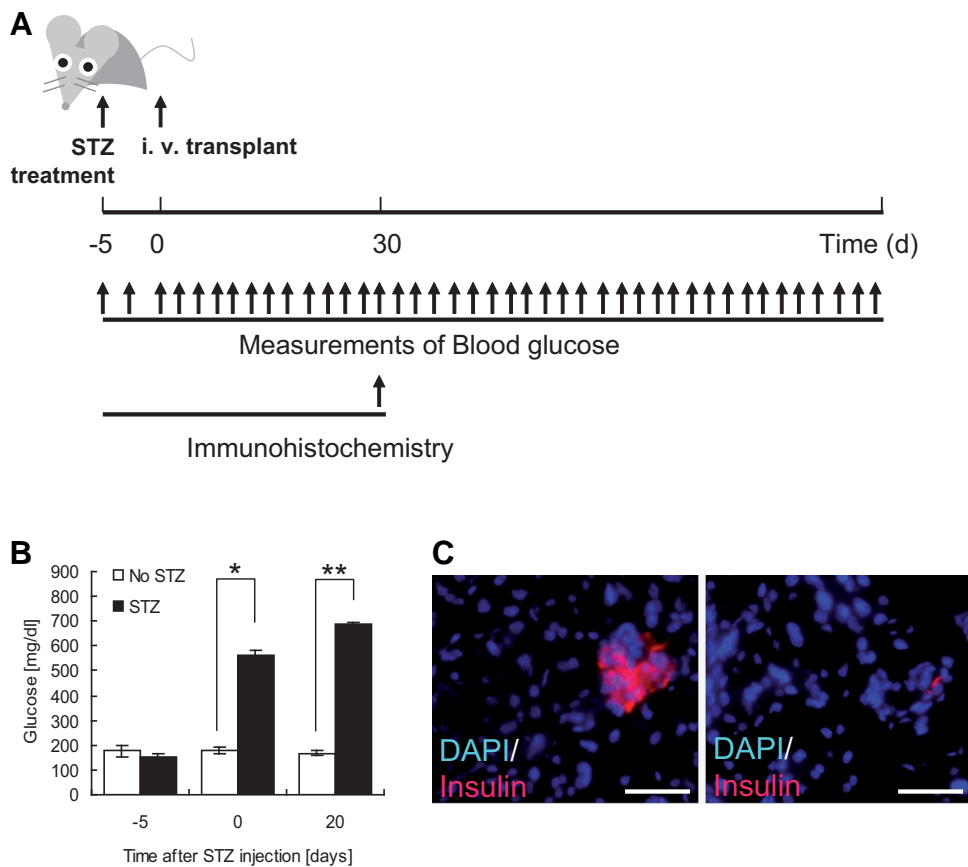 A
STZ
treatment
i. v. transplant
-5 0 30 Time (d)
Measurements of Blood glucose
Immunohistochemistry
B
900
800
700
600
500
400
300
200
100
0
Glucose [mg/dl]
No STZ
STZ
*
**
-5 0 20
Time after STZ injection [days]
C
DAPI/
Insulin
DAPI/
Insulin